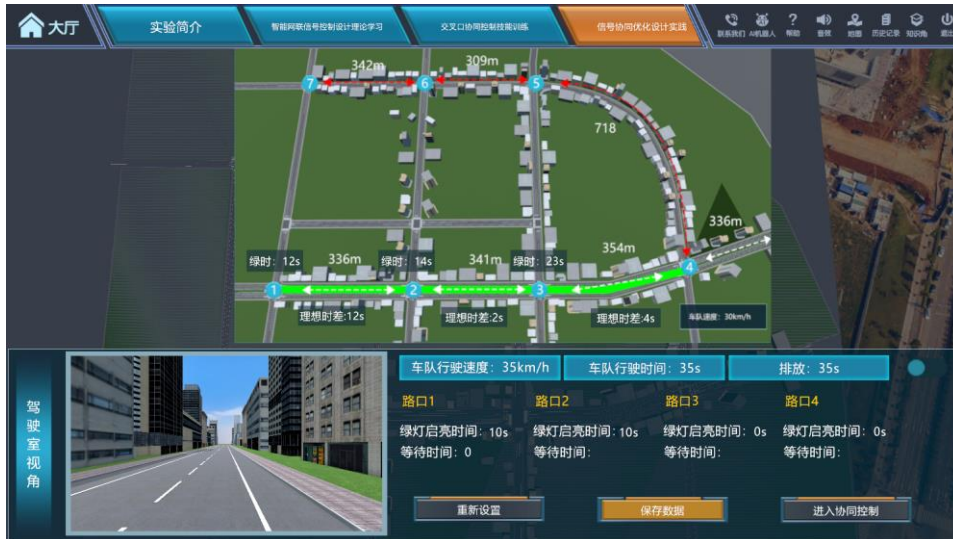 大厅
实验简介
智能网联信号控制设计理论学习
交叉口协同控制技能训练
信号协同优化设计实践
联系我们 AI机器人 帮助 音效 地图 历史记录 知识角 退出
342m
309m
7
6
5
718
336m
绿时：12s
336m
绿时：14s
341m
绿时：23s
354m
1
2
3
4
理想时差:12s
理想时差:2s
理想时差:4s
车队速度：30km/h
驾驶室视角
车队行驶速度：35km/h
车队行驶时间：35s
排放：35s
路口1
路口2
路口3
路口4
绿灯启亮时间：10s
绿灯启亮时间：10s
绿灯启亮时间：0s
绿灯启亮时间：0s
等待时间：0
等待时间：
等待时间：
等待时间：
重新设置
保存数据
进入协同控制